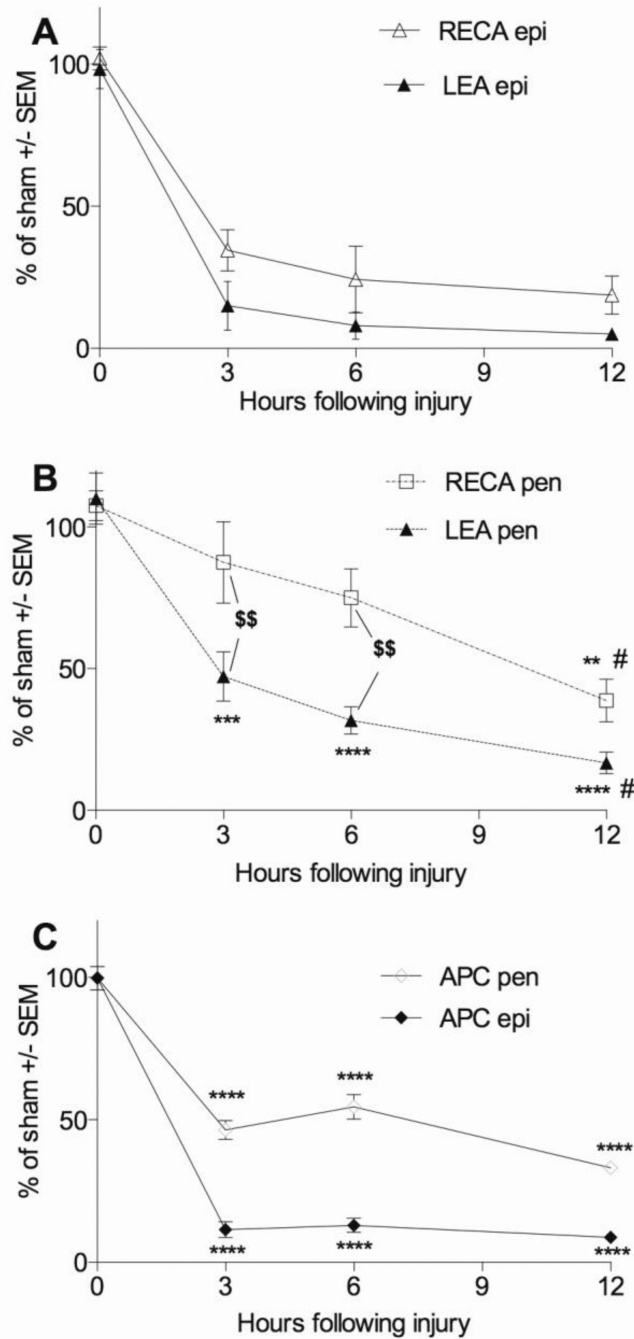 A
RECA epi
LEA epi
% of sham +/- SEM
100
50
0
0 3 6 9 12
Hours following injury
B
RECA pen
LEA pen
% of sham +/- SEM
100
50
0
$$
$$
** #
***
****
**** #
0 3 6 9 12
Hours following injury
C
APC pen
APC epi
% of sham +/- SEM
100
50
0
****
****
****
****
****
****
0 3 6 9 12
Hours following injury